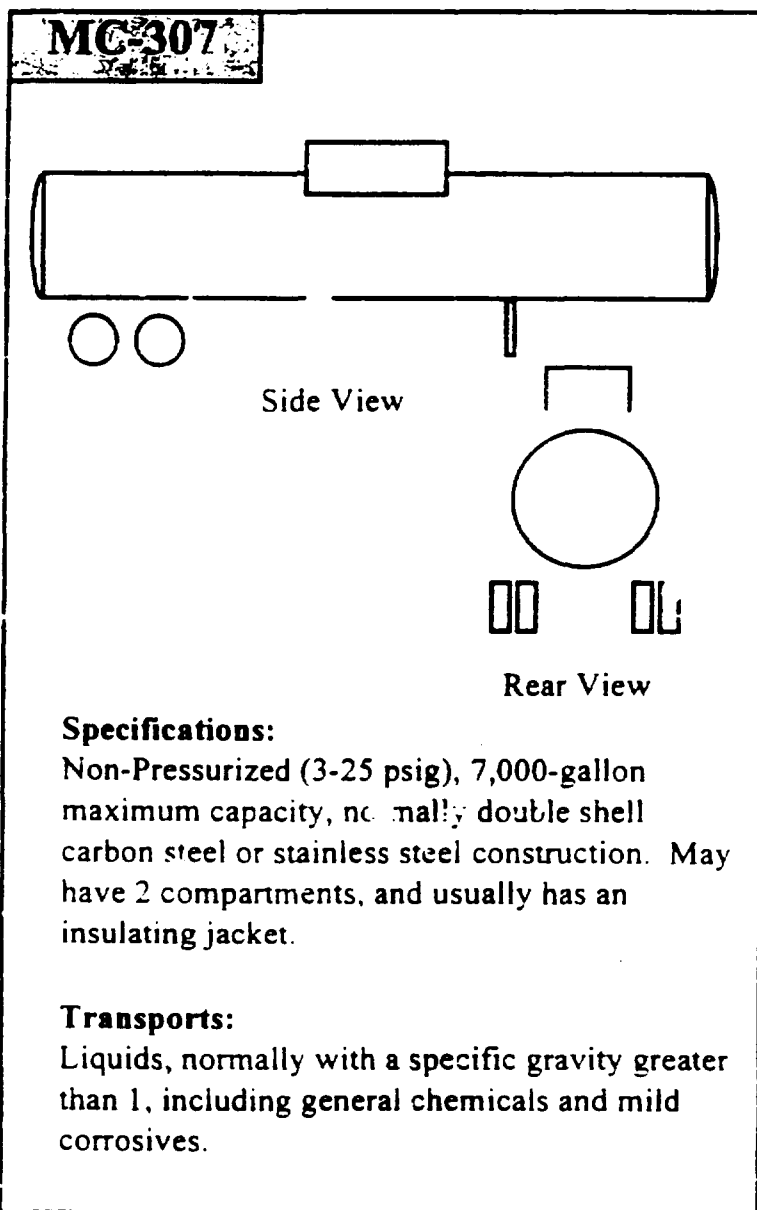 MC-307
Side View
Rear View
Specifications:
Non-Pressurized (3-25 psig), 7,000-gallon
maximum capacity, normally double shell
carbon steel or stainless steel construction. May
have 2 compartments, and usually has an
insulating jacket.
Transports:
Liquids, normally with a specific gravity greater
than 1, including general chemicals and mild
corrosives.